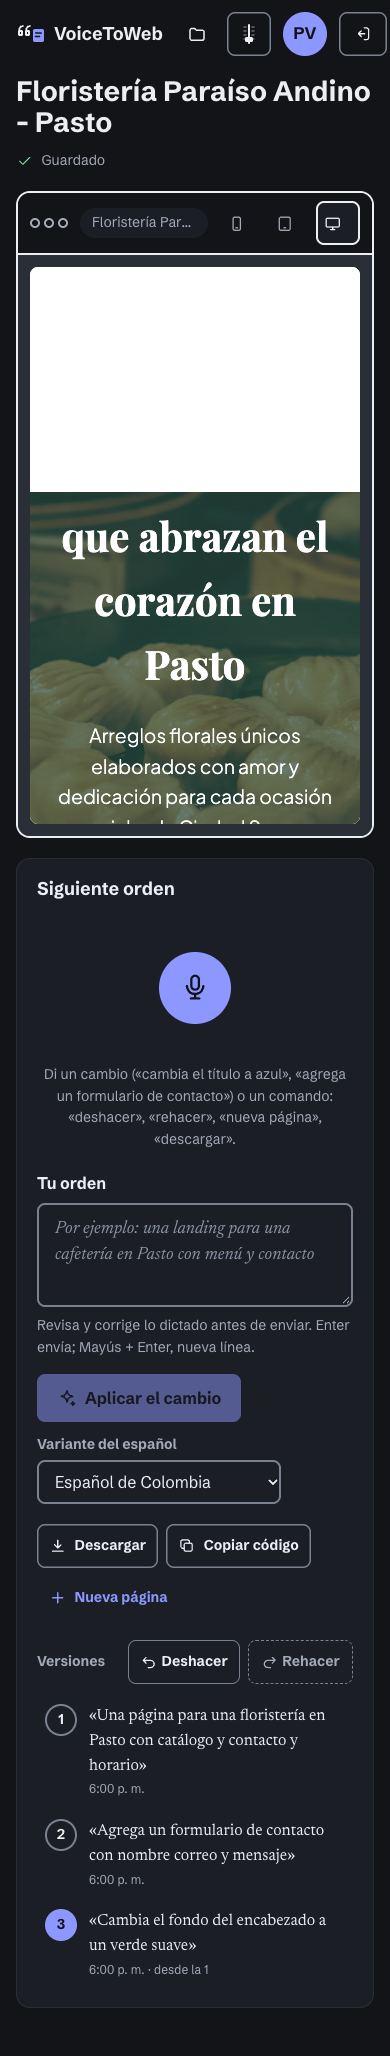 VoiceToWeb
PV
Floristería Paraíso Andino
- Pasto
Guardado
Floristería Par...
que abrazan el
corazón en
Pasto
Arreglos florales únicos
elaborados con amor y
dedicación para cada ocasión
Siguiente orden
Di un cambio («cambia el título a azul», «agrega
un formulario de contacto») o un comando:
«deshacer», «rehacer», «nueva página»,
«descargar».
Tu orden
Por ejemplo: una landing para una
cafetería en Pasto con menú y contacto
Revisa y corrige lo dictado antes de enviar. Enter
envía; Mayús + Enter, nueva línea.
Aplicar el cambio
Variante del español
Español de Colombia
Descargar
Copiar código
Nueva página
Versiones
Deshacer
Rehacer
1
«Una página para una floristería en
Pasto con catálogo y contacto y
horario»
6:00 p. m.
2
«Agrega un formulario de contacto
con nombre correo y mensaje»
6:00 p. m.
3
«Cambia el fondo del encabezado a
un verde suave»
6:00 p. m. · desde la 1